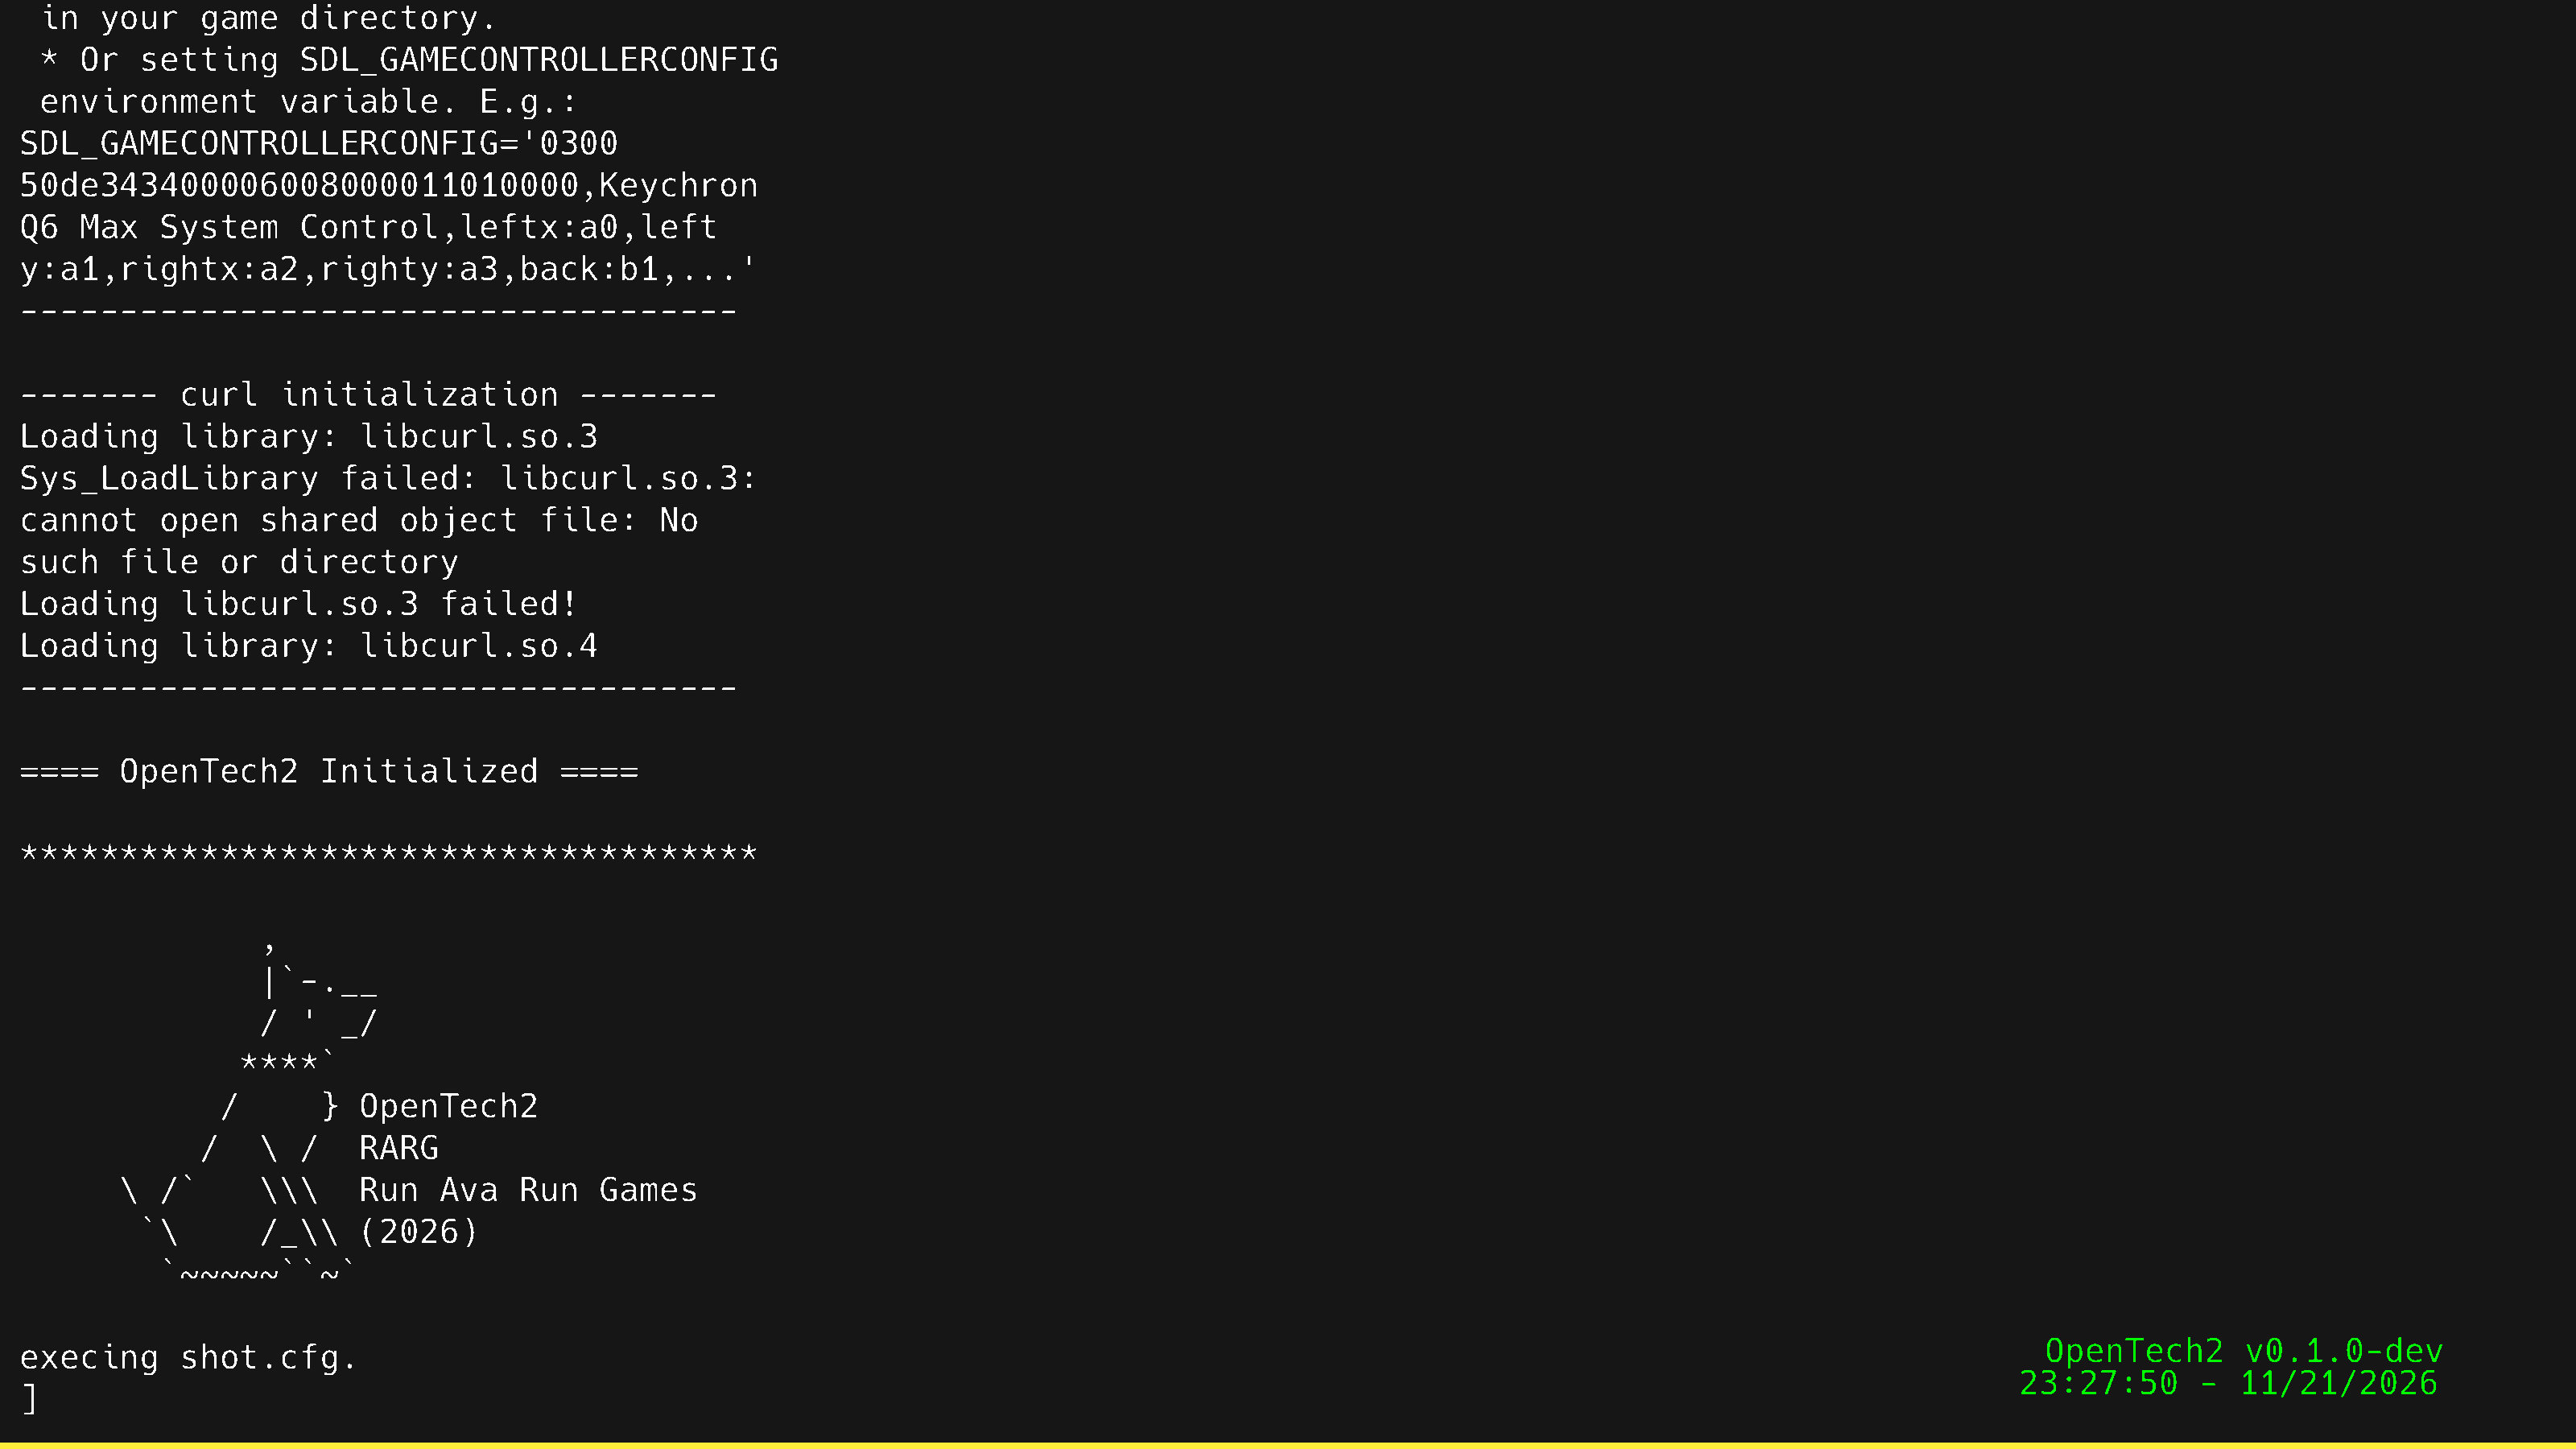 in your game directory.
* Or setting SDL_GAMECONTROLLERCONFIG
environment variable. E.g.:
SDL_GAMECONTROLLERCONFIG='0300
50de3434000060080000011010000,Keychron
Q6 Max System Control,leftx:a0,left
y:a1,rightx:a2,righty:a3,back:b1,...'
------------------------------------

------- curl initialization -------
Loading library: libcurl.so.3
Sys_LoadLibrary failed: libcurl.so.3:
cannot open shared object file: No
such file or directory
Loading libcurl.so.3 failed!
Loading library: libcurl.so.4
------------------------------------

==== OpenTech2 Initialized ====

*************************************

            ,
            |`-.__
            / ' _/
           ****`
          /    } OpenTech2
         /  \ /  RARG
     \ /`   \\\  Run Ava Run Games
      `\    /_\\ (2026)
       `~~~~~``~`

execing shot.cfg.
]
OpenTech2 v0.1.0-dev
23:27:50 - 11/21/2026